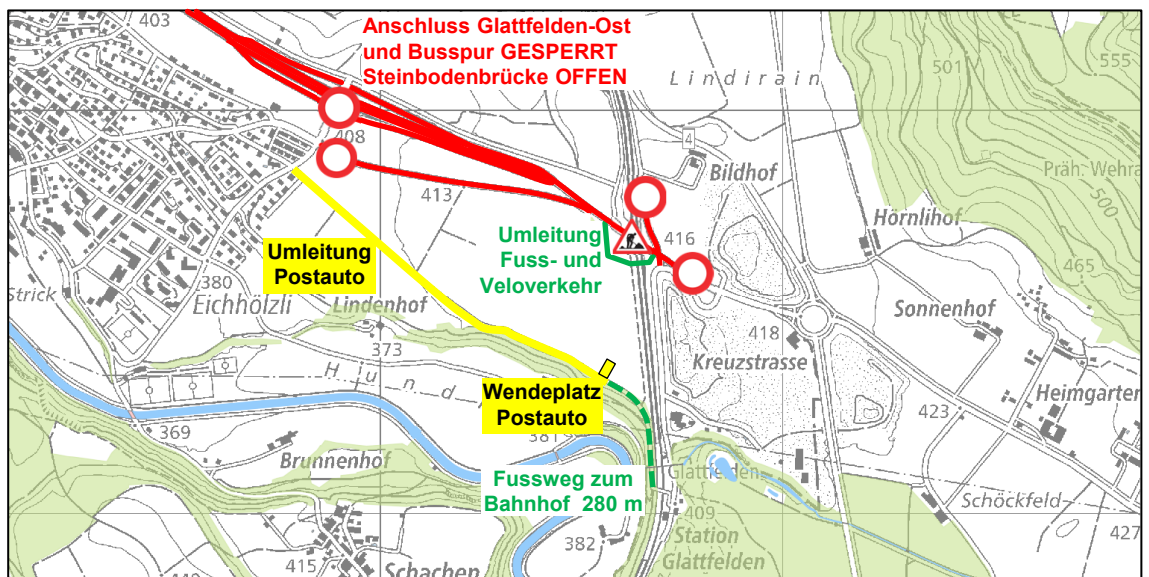 403
Anschluss Glattfelden-Ost
und Busspur GESPERRT
Steinbodenbrücke OFFEN
Lindirain
501
555
408
4
Bildhof
Präh. Wehra
413
500
Hörnlihof
Umleitung
Fuss- und
Veloverkehr
416
Umleitung
Postauto
465
380
Strick
Eichhölzli
Lindenhof
Sonnenhof
418
373
Kreuzstrasse
Hund
Wendeplatz
Postauto
Heimgarten
423
369
381
Brunnenhof
Fussweg zum
Bahnhof 280 m
Glattfelden
Schöckfeld
409
427
382
Station
Glattfelden
415
Schachen